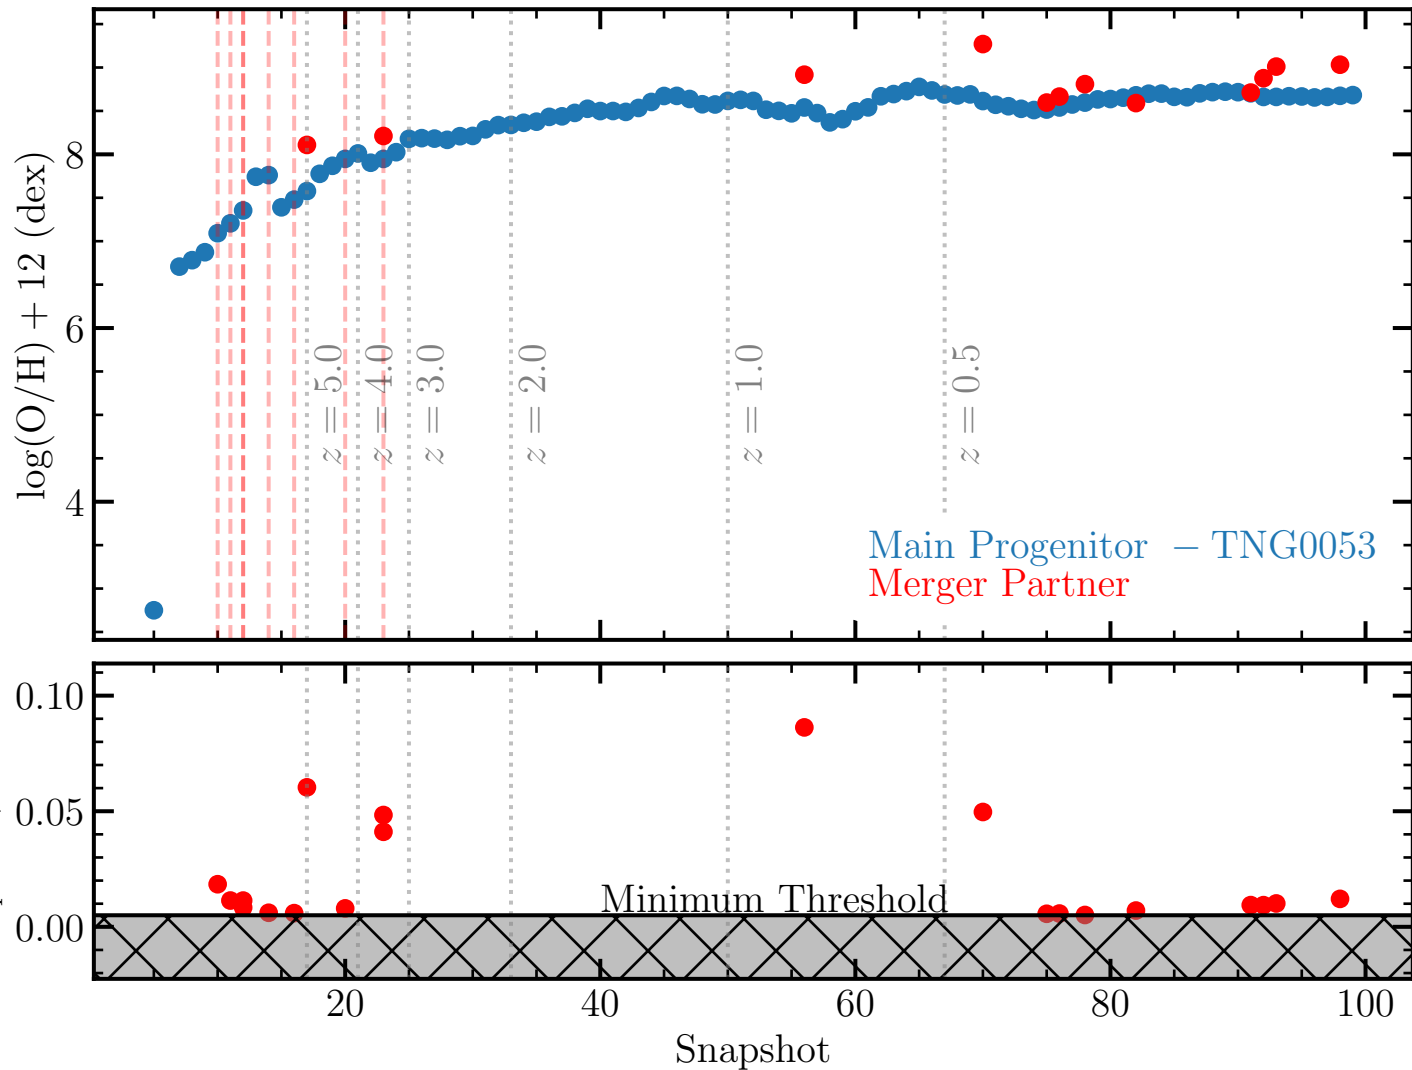 log(O/H) + 12 (dex)
8
6
4
z = 5.0
z = 4.0
z = 3.0
z = 2.0
z = 1.0
z = 0.5
Main Progenitor − TNG0053
Merger Partner
0.10
0.05
0.00
Minimum Threshold
20
40
60
80
100
Snapshot